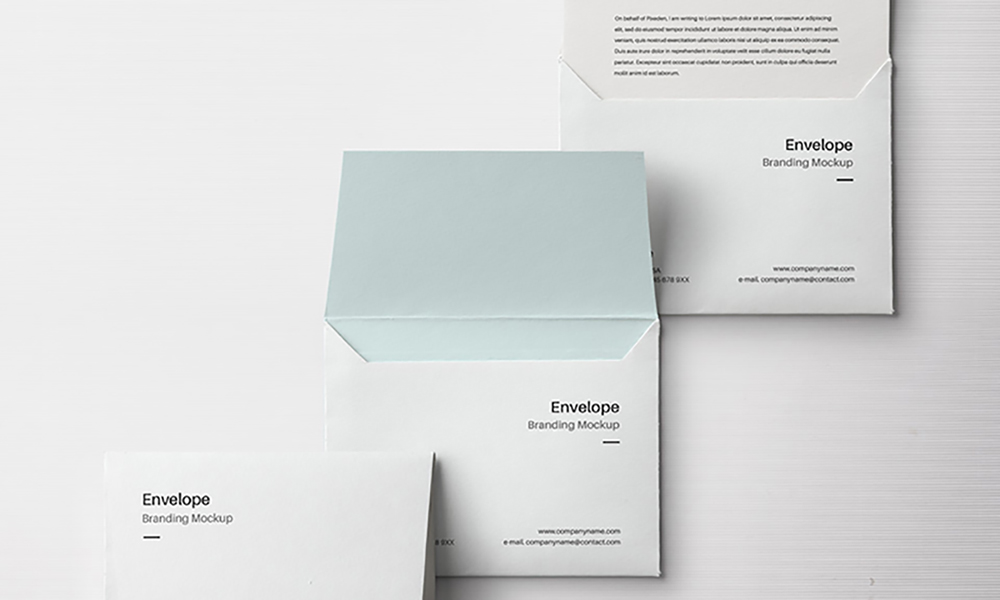 On behalf of Pixeden, I am writing to Lorem ipsum dolor sit amet, consectetur adipiscing
elit, sed do eiusmod tempor incididunt ut labore et dolore magna aliqua. Ut enim ad minim
veniam, quis nostrud exercitation ullamco laboris nisi ut aliquip ex ea commodo consequat.
Duis aute irure dolor in reprehenderit in voluptate velit esse cillum dolore eu fugiat nulla
pariatur. Excepteur sint occaecat cupidatat non proident, sunt in culpa qui officia deserunt
mollit anim id est laborum.
Envelope
Branding Mockup
www.companyname.com
678 9XX
e-mail. companyname@contact.com
Envelope
Branding Mockup
www.companyname.com
8 9XX
e-mail. companyname@contact.com
Envelope
Branding Mockup